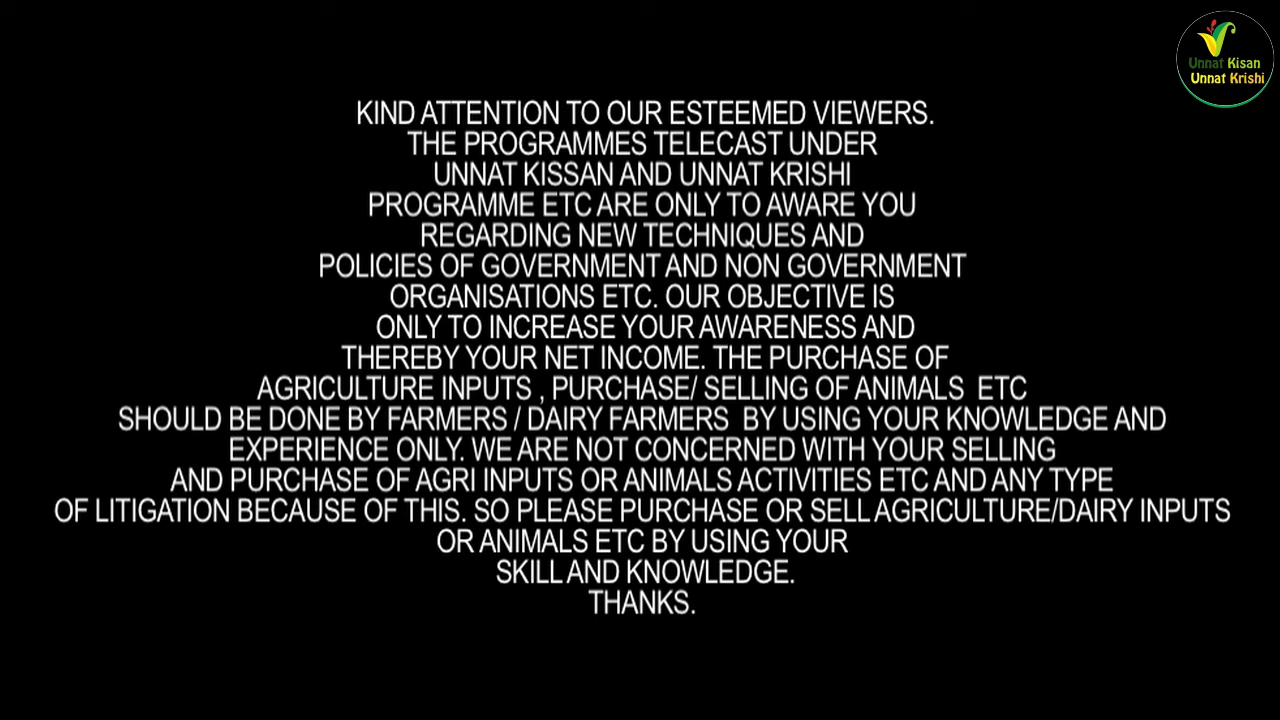 Unnat Kisan
Unnat Krishi
KIND ATTENTION TO OUR ESTEEMED VIEWERS.
THE PROGRAMMES TELECAST UNDER
UNNAT KISSAN AND UNNAT KRISHI
PROGRAMME ETC ARE ONLY TO AWARE YOU
REGARDING NEW TECHNIQUES AND
POLICIES OF GOVERNMENT AND NON GOVERNMENT
ORGANISATIONS ETC. OUR OBJECTIVE IS
ONLY TO INCREASE YOUR AWARENESS AND
THEREBY YOUR NET INCOME. THE PURCHASE OF
AGRICULTURE INPUTS , PURCHASE/ SELLING OF ANIMALS ETC
SHOULD BE DONE BY FARMERS / DAIRY FARMERS BY USING YOUR KNOWLEDGE AND
EXPERIENCE ONLY. WE ARE NOT CONCERNED WITH YOUR SELLING
AND PURCHASE OF AGRI INPUTS OR ANIMALS ACTIVITIES ETC AND ANY TYPE
OF LITIGATION BECAUSE OF THIS. SO PLEASE PURCHASE OR SELL AGRICULTURE/DAIRY INPUTS
OR ANIMALS ETC BY USING YOUR
SKILL AND KNOWLEDGE.
THANKS.